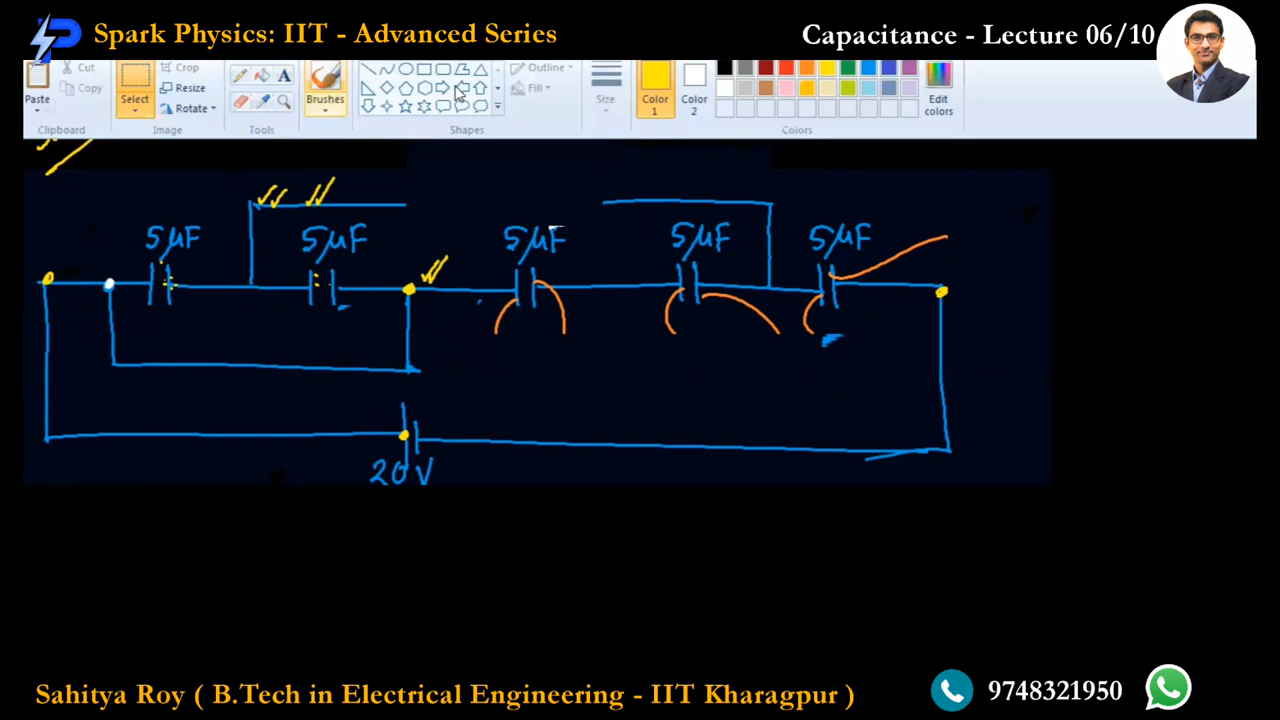 Spark Physics: IIT - Advanced Series
Capacitance - Lecture 06/10
Paste
Cut
Copy
Clipboard
Select
Crop
Resize
Rotate
Image
A
Tools
Brushes
Shapes
Outline
Fill
Size
Color 1
Color 2
Edit colors
Colors
5μF
5μF
5μF
5μF
5μF
20V
Sahitya Roy ( B.Tech in Electrical Engineering - IIT Kharagpur )
9748321950